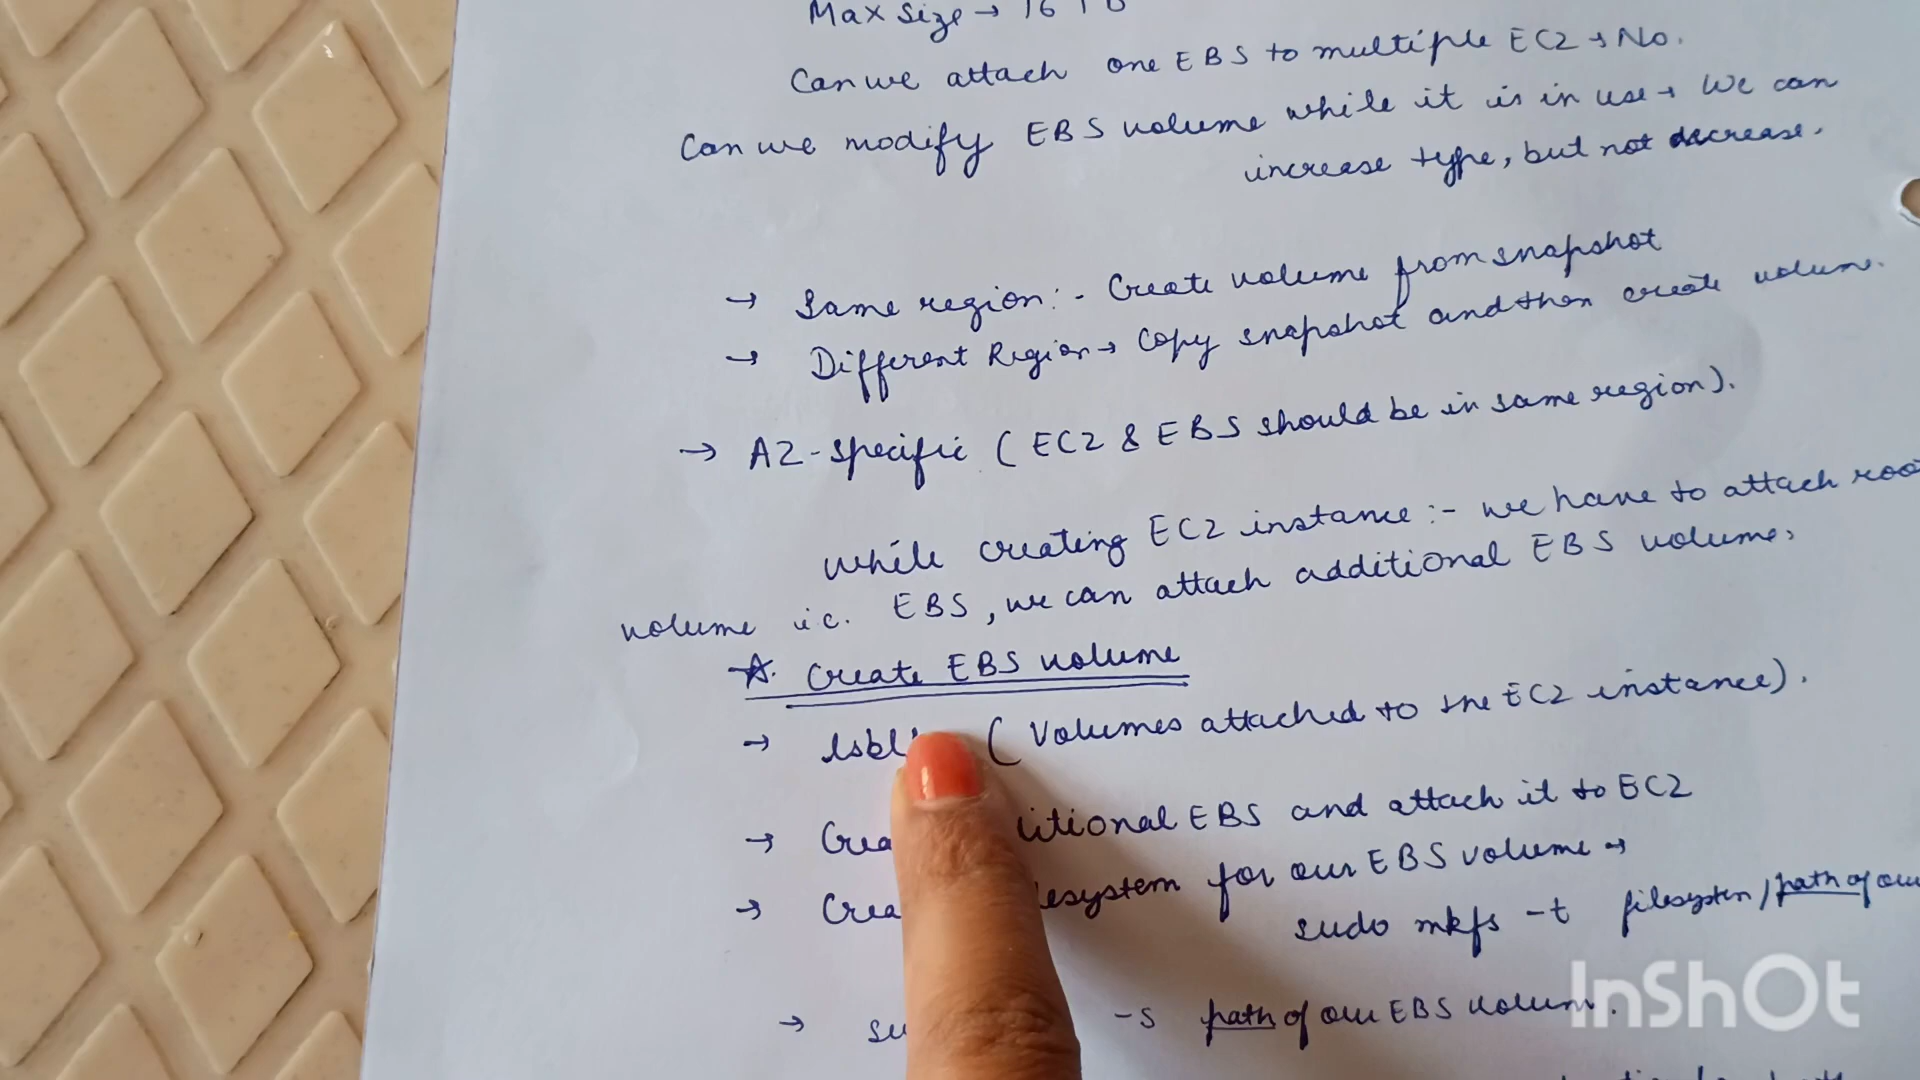 Max size → 16 TB
Can we attach one EBS to multiple EC2 → No.
Can we modify EBS volume while it is in use → We can
increase type, but not decrease.
→ Same region :- Create volume from snapshot
→ Different Region → Copy snapshot and then create volume.
→ AZ-specific ( EC2 & EBS should be in same region).
While creating EC2 instance :- we have to attach root
volume i.e. EBS, we can attach additional EBS volume.
☆. Create EBS volume
→ ( Volumes attached to the EC2 instance).
→ EBS and attach it to EC2
→ for our EBS volume →
sudo mkfs -t filesystem, path of our
→ -s path of our EBS volum.
InShOt